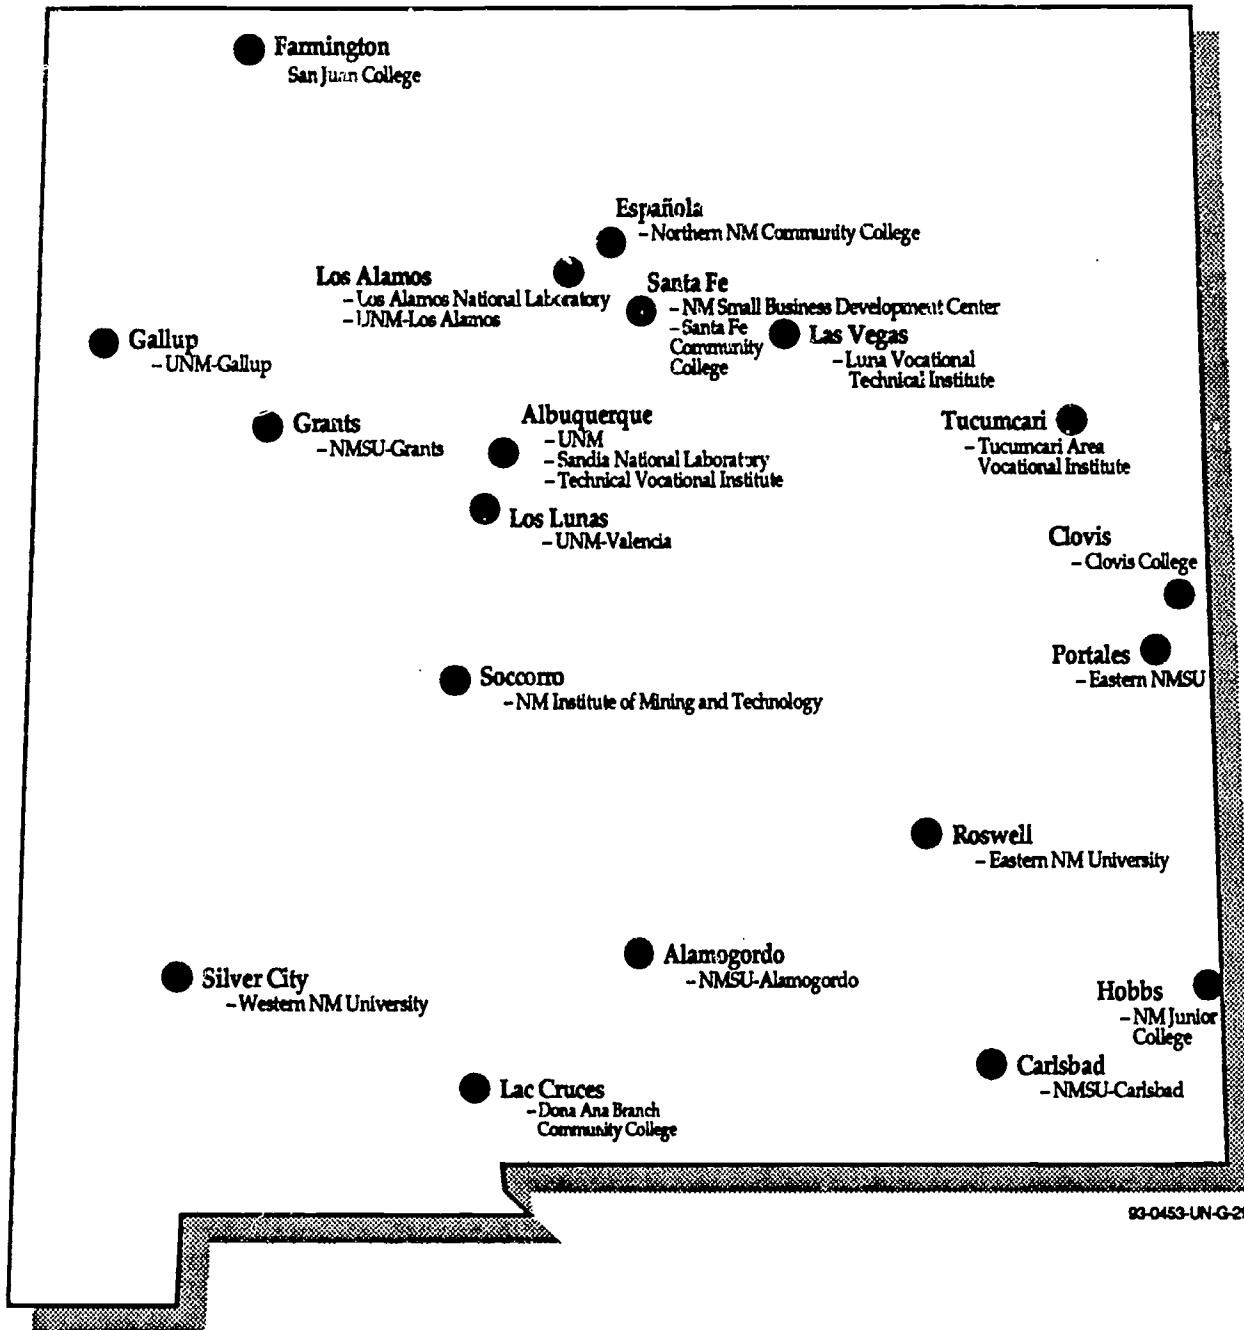 Farmington
San Juan College
Española
– Northern NM Community College
Los Alamos
– Los Alamos National Laboratory
– UNM-Los Alamos
Santa Fe
– NM Small Business Development Center
– Santa Fe
Community
College
Las Vegas
– Luna Vocational
Technical Institute
Gallup
– UNM-Gallup
Grants
– NMSU-Grants
Albuquerque
– UNM
– Sandia National Laboratory
– Technical Vocational Institute
Tucumcari
– Tucumcari Area
Vocational Institute
Los Lunas
– UNM-Valencia
Clovis
– Clovis College
Portales
– Eastern NMSU
Soccorro
– NM Institute of Mining and Technology
Roswell
– Eastern NM University
Alamogordo
– NMSU-Alamogordo
Silver City
– Western NM University
Hobbs
– NM Junior
College
Carlsbad
– NMSU-Carlsbad
Lac Cruces
– Dona Ana Branch
Community College
93-0453-UN-G-29